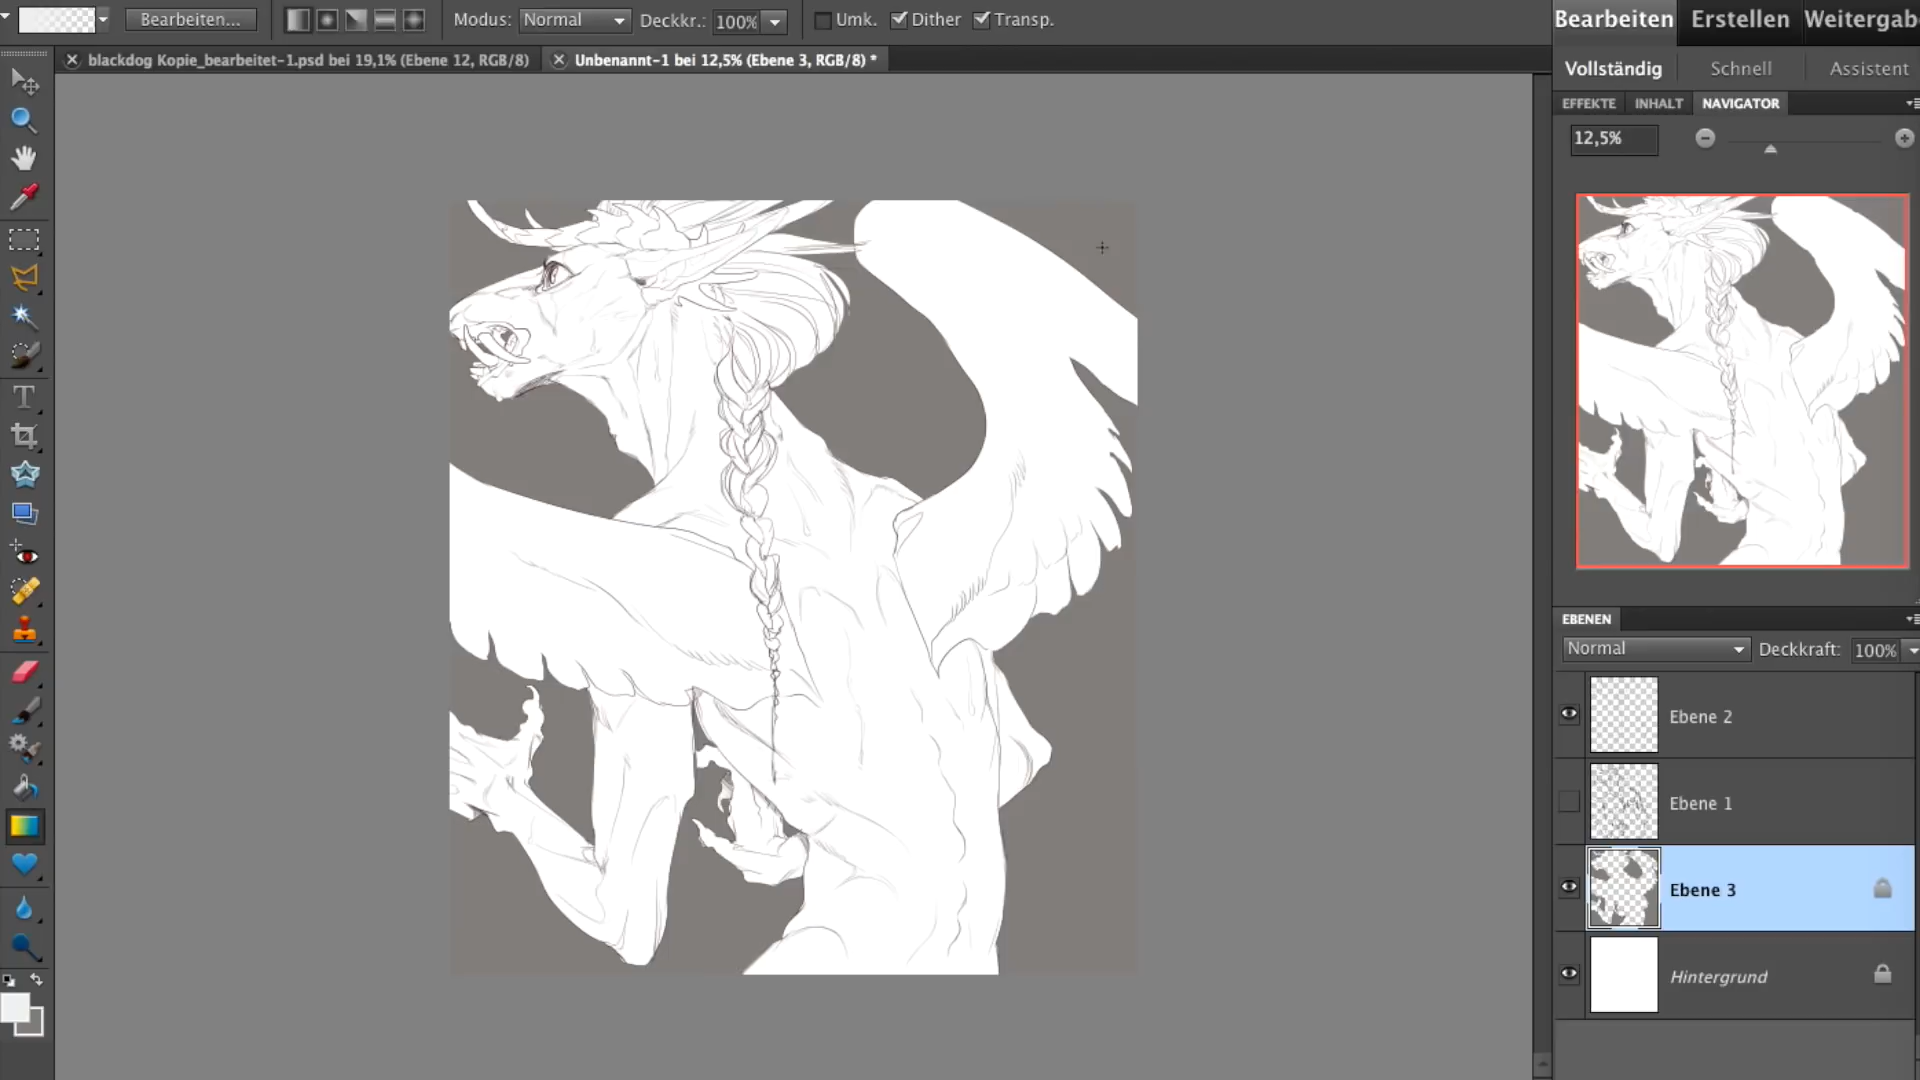 Bearbeiten...
Modus: Normal Deckkr.: 100% Umk. Dither Transp.
Bearbeiten Erstellen Weitergab
blackdog Kopie_bearbeitet-1.psd bei 19,1% (Ebene 12, RGB/8)
Unbenannt-1 bei 12,5% (Ebene 3, RGB/8) *
Vollständig Schnell Assistent
EFFEKTE INHALT NAVIGATOR
12,5%
EBENEN
Normal Deckkraft: 100%
Ebene 2
Ebene 1
Ebene 3
Hintergrund